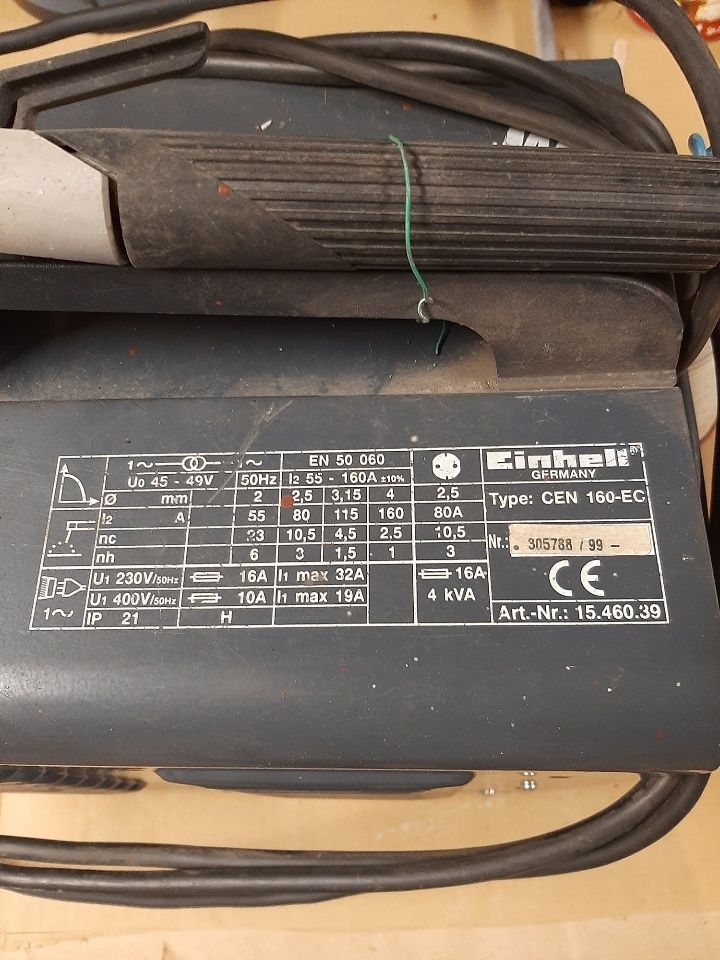 1~ 1~ EN 50 060
U0 45 - 49V 50Hz I2 55 - 160A ±10%
Ø mm 2 2,5 3,15 4 2,5
I2 A 55 80 115 160 80A
nc 23 10,5 4,5 2.5 10,5
nh 6 3 1,5 1 3
U1 230V/50Hz 16A I1 max 32A 16A
U1 400V/50Hz 10A I1 max 19A 4 kVA
1~ IP 21 H
Einhell
GERMANY
Type: CEN 160-EC
Nr.: 305788 / 99 -
CE
Art.-Nr.: 15.460.39